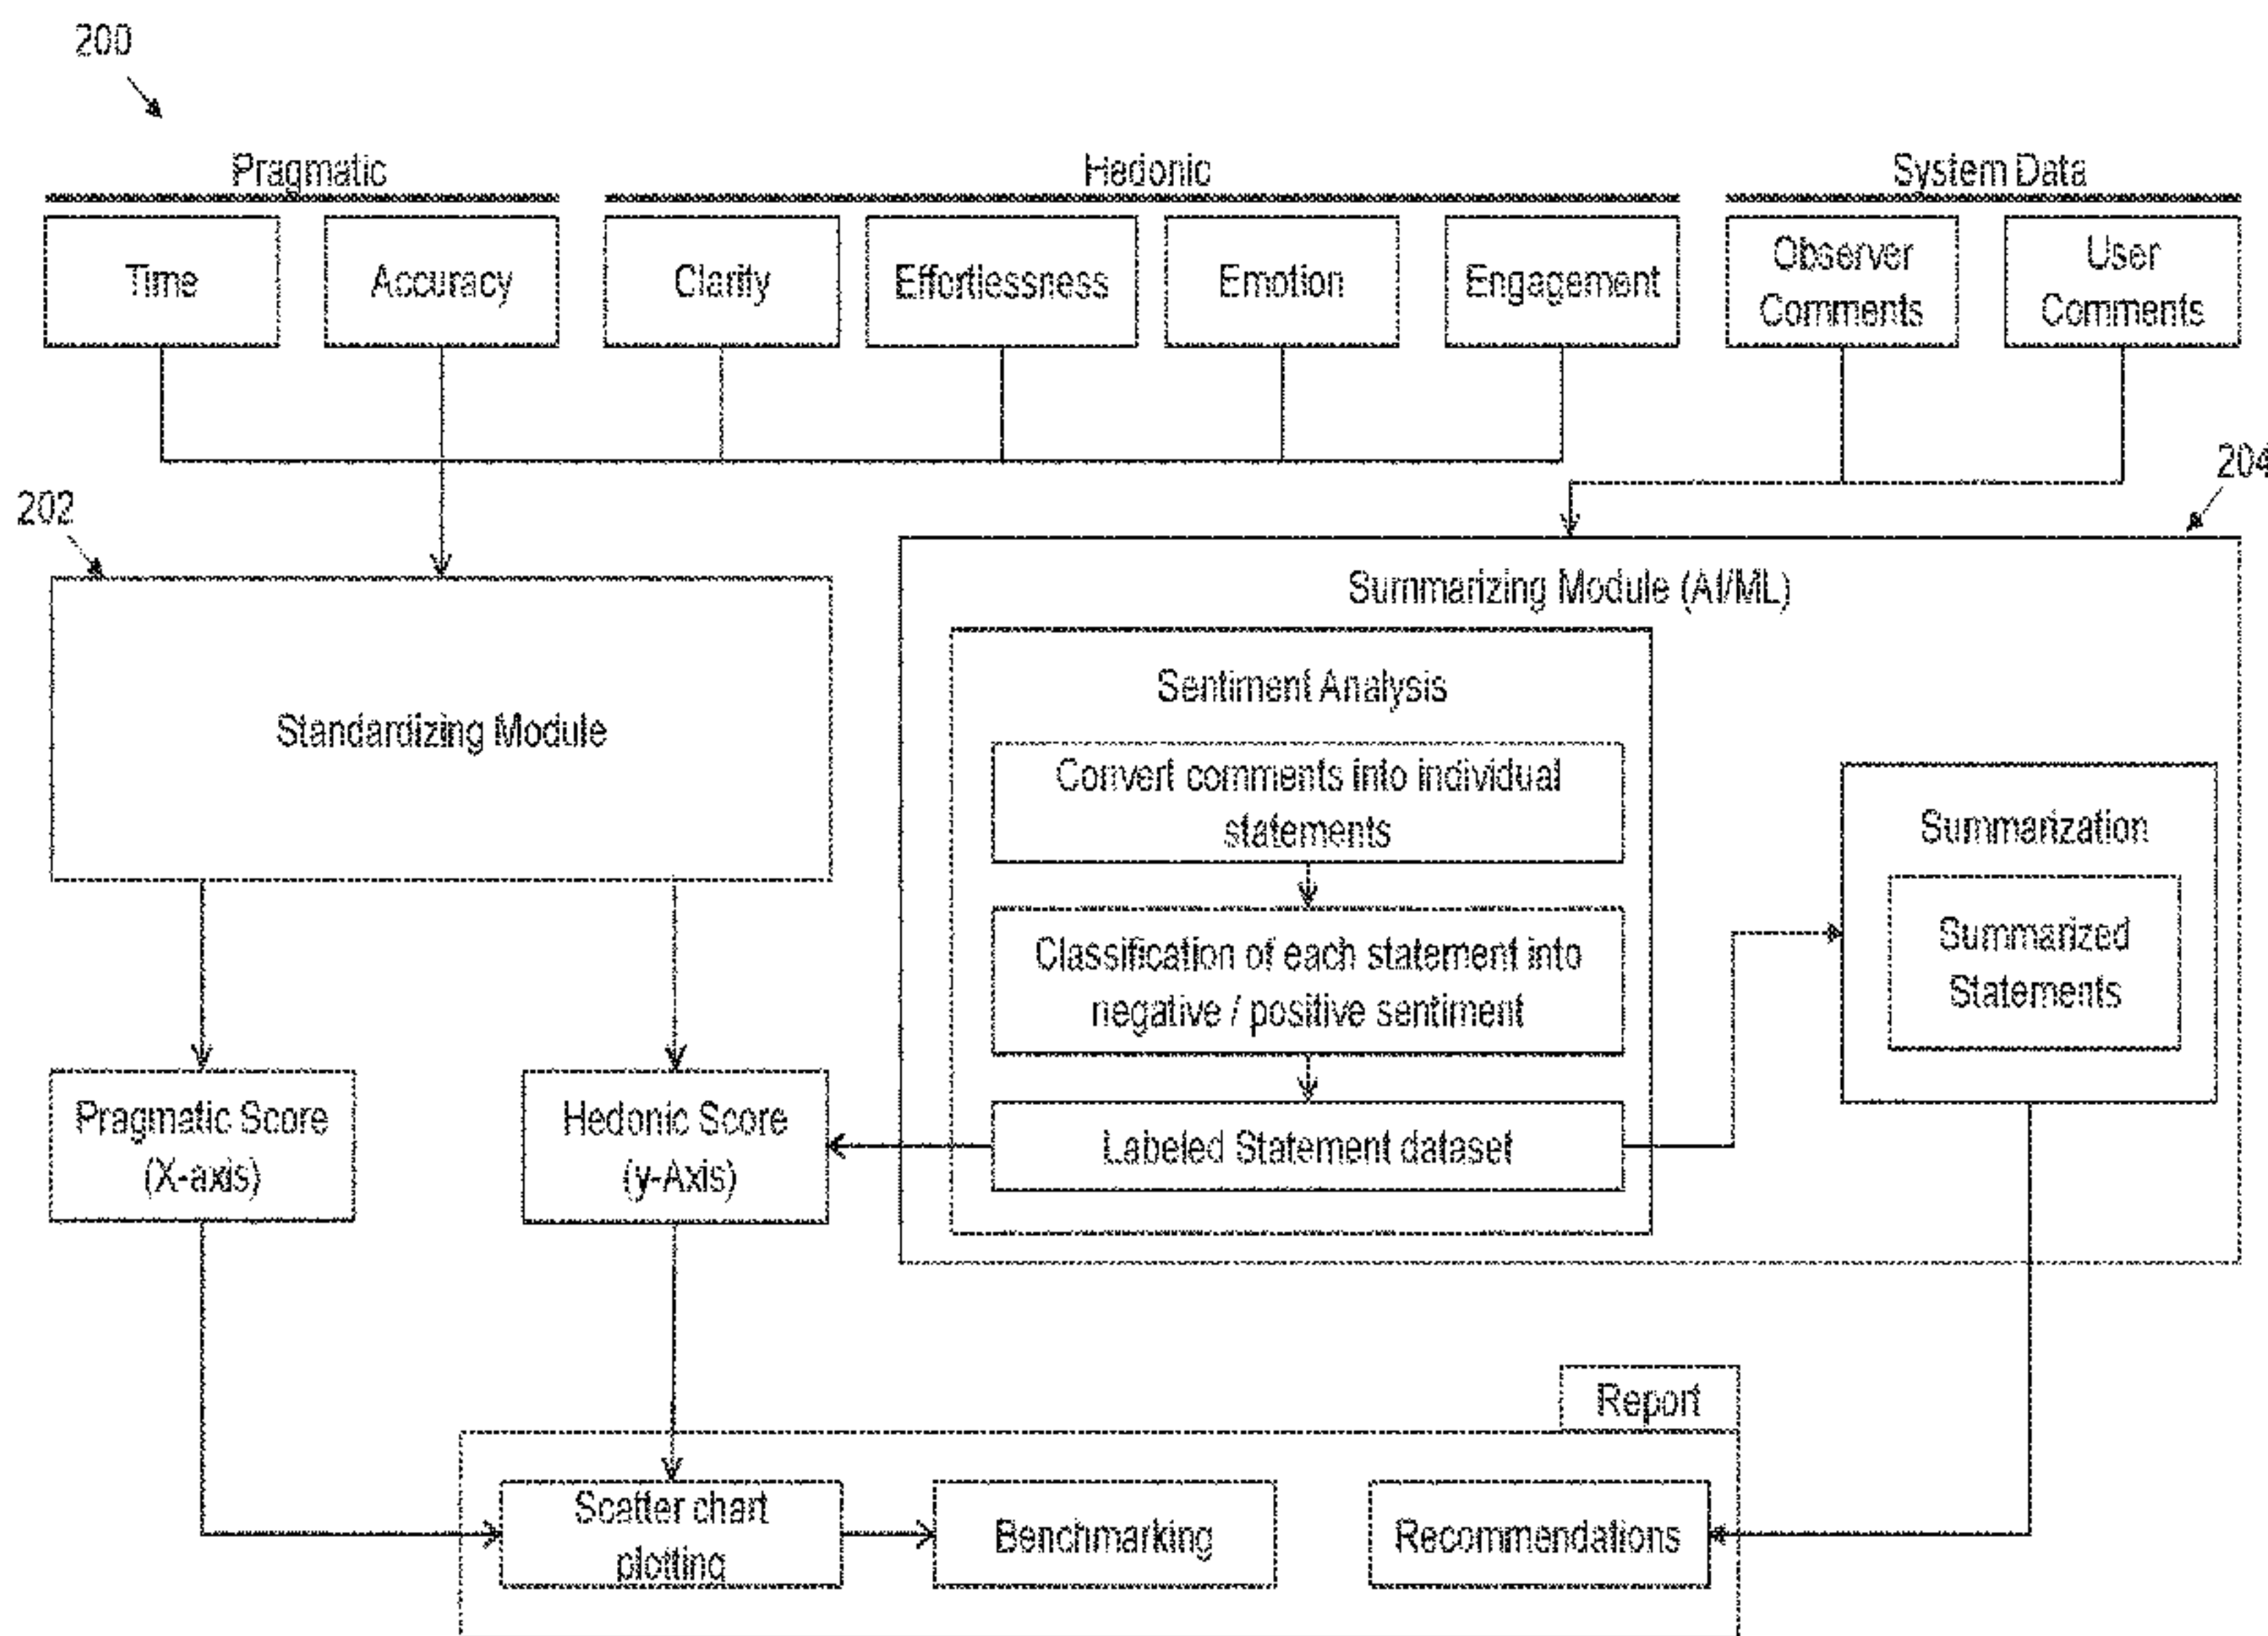 200
Pragmatic
Hedonic
System Data
Time
Accuracy
Clarity
Effortlessness
Emotion
Engagement
Observer
Comments
User
Comments
202
204
Standardizing Module
Summarizing Module (AI/ML)
Sentiment Analysis
Convert comments into individual
statements
Classification of each statement into
negative / positive sentiment
Labeled Statement dataset
Summarization
Summarized
Statements
Pragmatic Score
(X-axis)
Hedonic Score
(y-Axis)
Report
Scatter chart
plotting
Benchmarking
Recommendations